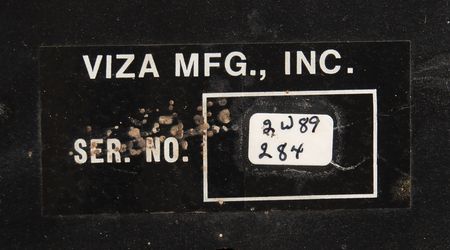 VIZA MFG., INC.
SER. NO.
2W89
284